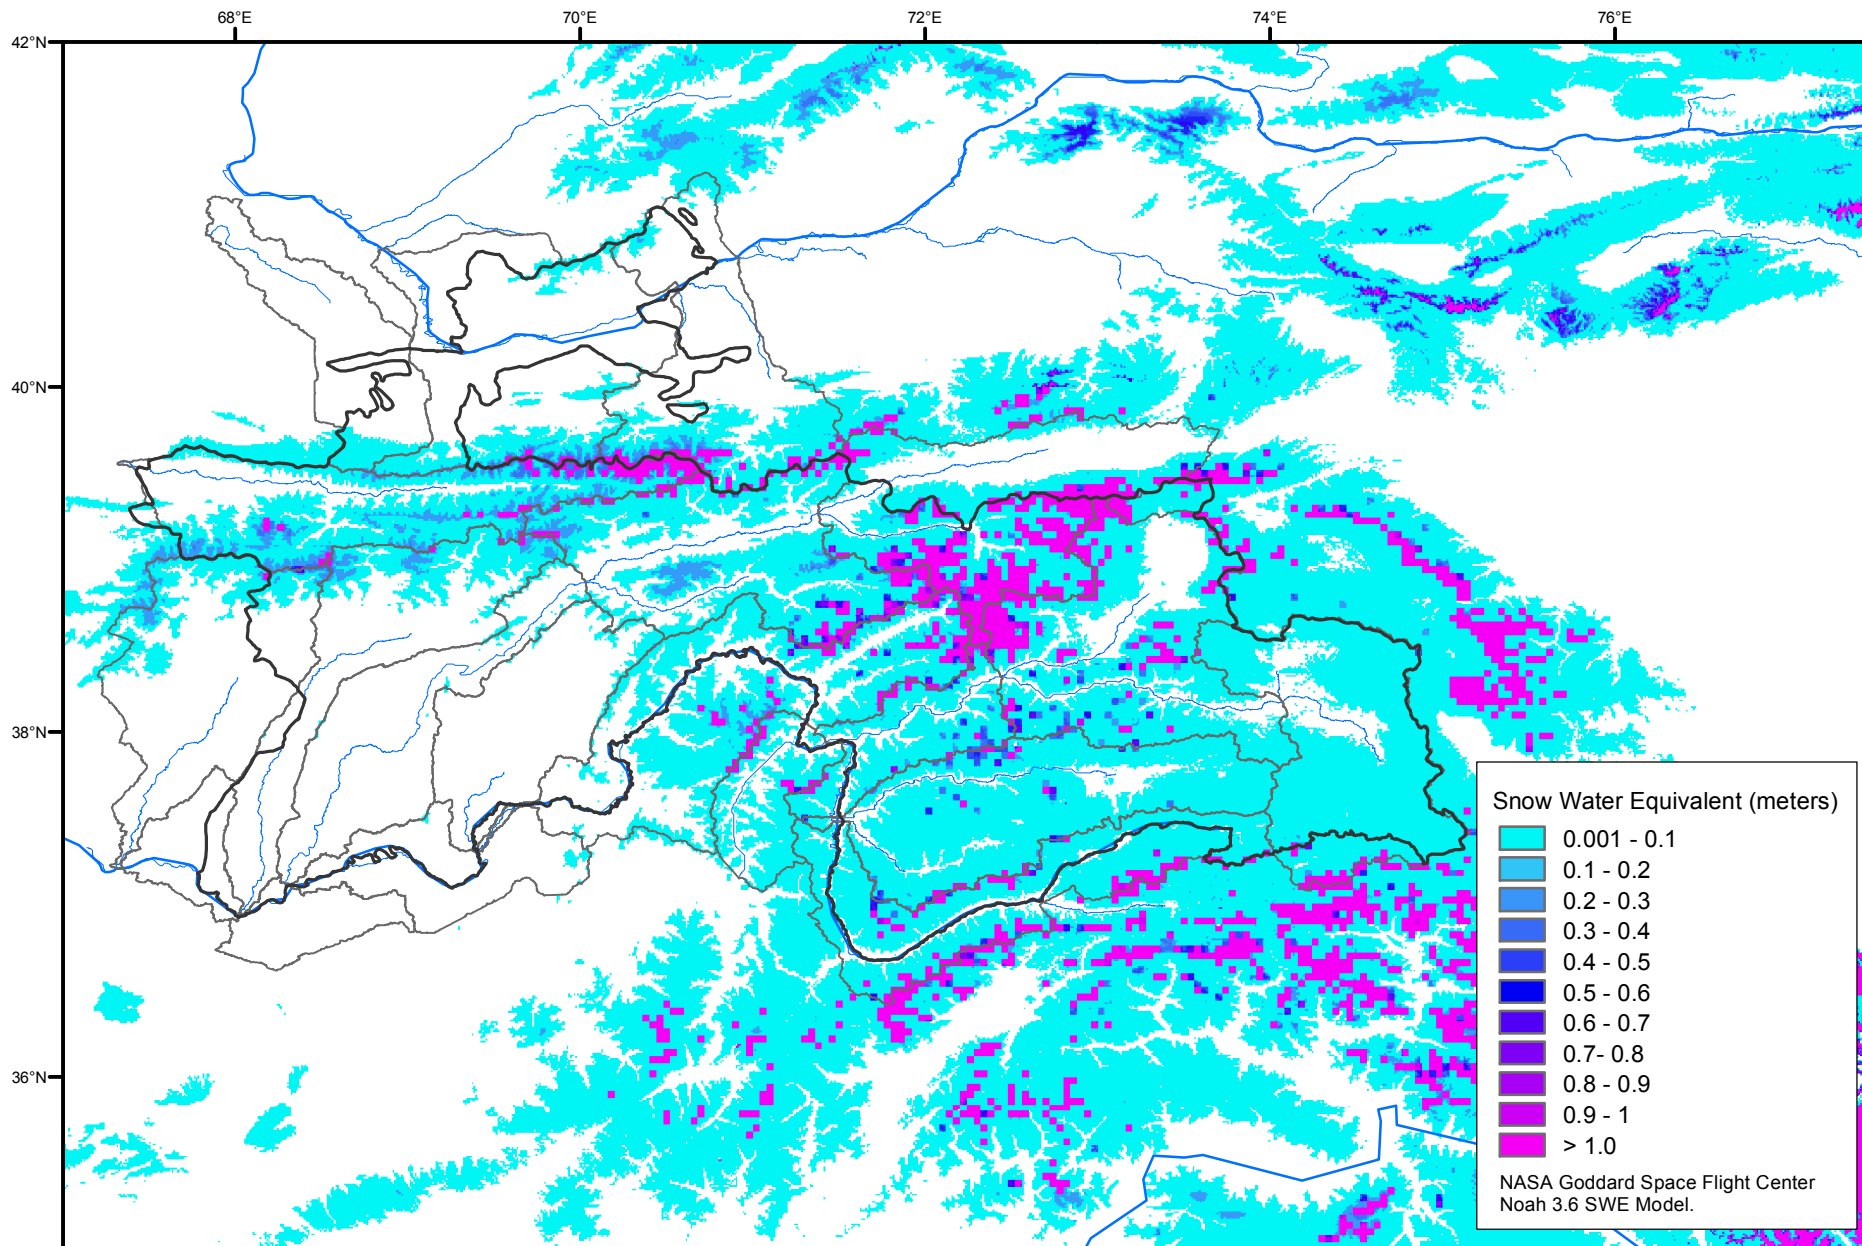 68°E
70°E
72°E
74°E
76°E
42°N
40°N
38°N
36°N
Snow Water Equivalent (meters)
0.001 - 0.1
0.1 - 0.2
0.2 - 0.3
0.3 - 0.4
0.4 - 0.5
0.5 - 0.6
0.6 - 0.7
0.7- 0.8
0.8 - 0.9
0.9 - 1
> 1.0
NASA Goddard Space Flight Center
Noah 3.6 SWE Model.